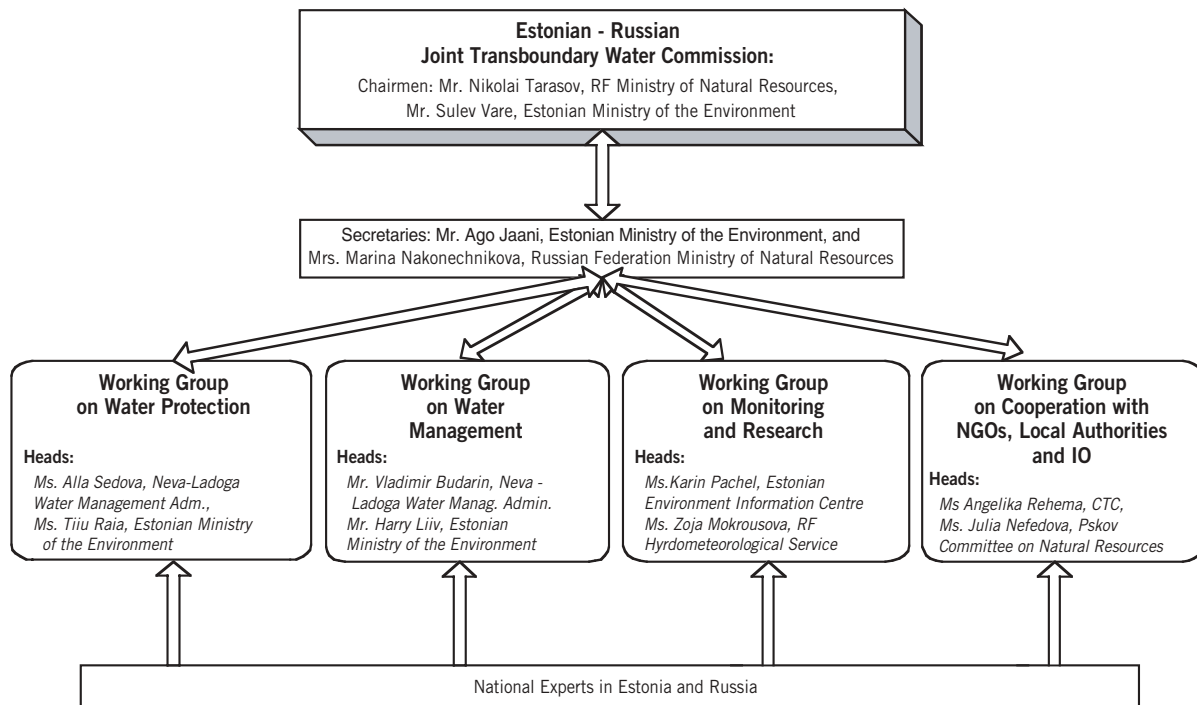 Estonian - Russian
Joint Transboundary Water Commission:
Chairmen: Mr. Nikolai Tarasov, RF Ministry of Natural Resources,
Mr. Sulev Vare, Estonian Ministry of the Environment
Secretaries: Mr. Ago Jaani, Estonian Ministry of the Environment, and
Mrs. Marina Nakonechnikova, Russian Federation Ministry of Natural Resources
Working Group
on Water Protection
Heads:
Ms. Alla Sedova, Neva-Ladoga
Water Management Adm.,
Ms. Tiiu Raia, Estonian Ministry
of the Environment
Working Group
on Water
Management
Heads:
Mr. Vladimir Budarin, Neva -
Ladoga Water Manag. Admin.
Mr. Harry Liiv, Estonian
Ministry of the Environment
Working Group
on Monitoring
and Research
Heads:
Ms.Karin Pachel, Estonian
Environment Information Centre
Ms. Zoja Mokrousova, RF
Hyrdometeorological Service
Working Group
on Cooperation with
NGOs, Local Authorities
and IO
Heads:
Ms Angelika Rehema, CTC,
Ms. Julia Nefedova, Pskov
Committee on Natural Resources
National Experts in Estonia and Russia